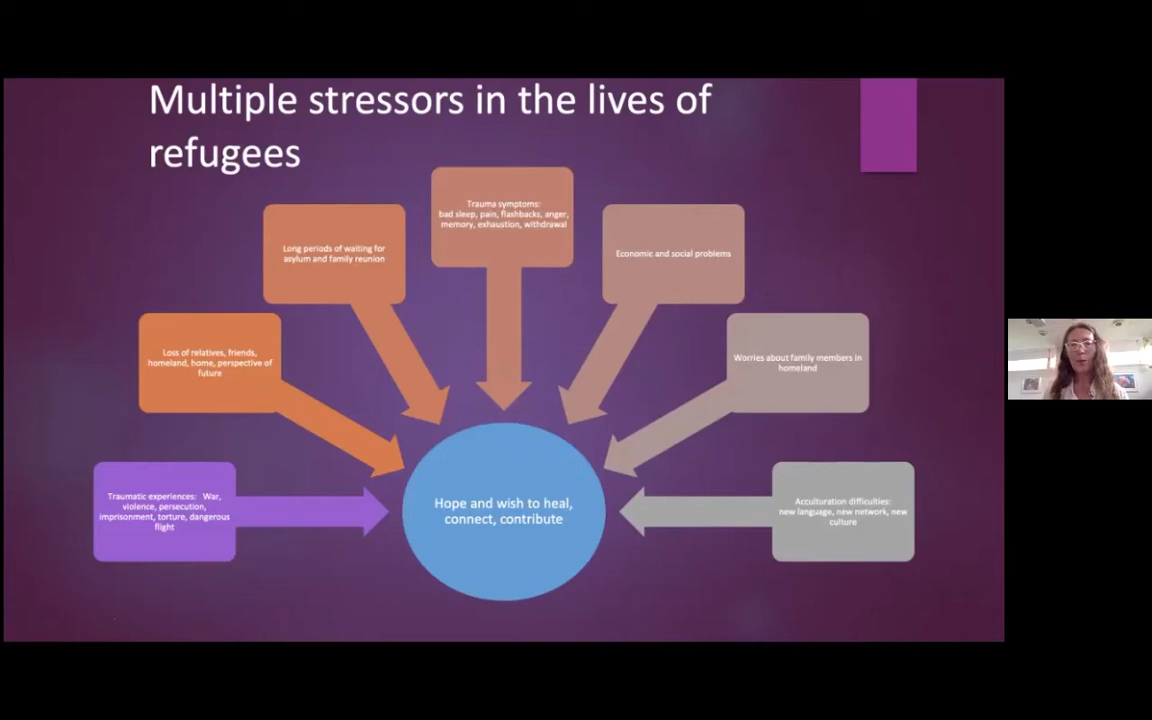 Multiple stressors in the lives of
refugees
Trauma symptoms:
bad sleep, pain, flashbacks, anger,
memory, exhaustion, withdrawal
Long periods of waiting for
asylum and family reunion
Economic and social problems
Loss of relatives, friends,
homeland, home, perspective of
future
Worries about family members in
homeland
Traumatic experiences: War,
violence, persecution,
imprisonment, torture, dangerous
flight
Hope and wish to heal,
connect, contribute
Acculturation difficulties:
new language, new network, new
culture